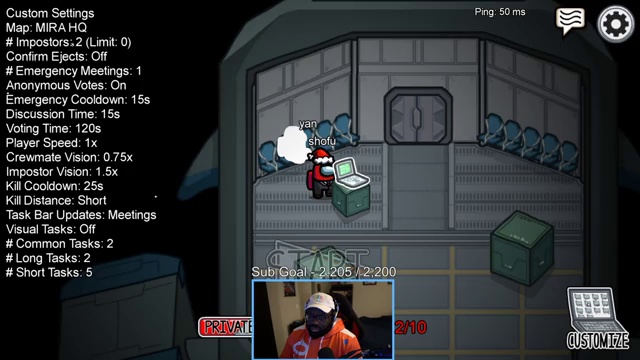 Custom Settings
Map: MIRA HQ
# Impostors: 2 (Limit: 0)
Confirm Ejects: Off
# Emergency Meetings: 1
Anonymous Votes: On
Emergency Cooldown: 15s
Discussion Time: 15s
Voting Time: 120s
Player Speed: 1x
Crewmate Vision: 0.75x
Impostor Vision: 1.5x
Kill Cooldown: 25s
Kill Distance: Short
Task Bar Updates: Meetings
Visual Tasks: Off
# Common Tasks: 2
# Long Tasks: 2
# Short Tasks: 5
Ping: 50 ms
yan
shofu
START
Sub Goal - 2,205 / 2,200
PRIVATE
2/10
CUSTOMIZE